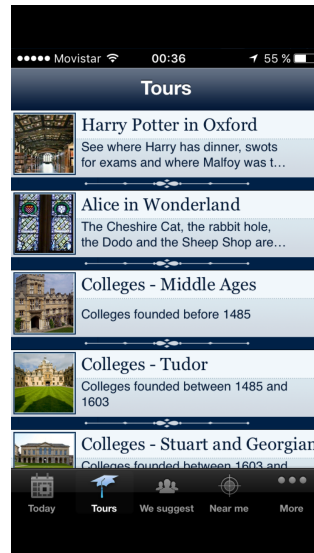 Movistar 00:36 55 %
Tours
Harry Potter in Oxford
See where Harry has dinner, swots
for exams and where Malfoy was t…
Alice in Wonderland
The Cheshire Cat, the rabbit hole,
the Dodo and the Sheep Shop are…
Colleges - Middle Ages
Colleges founded before 1485
Colleges - Tudor
Colleges founded between 1485 and
1603
Colleges - Stuart and Georgian
Colleges founded between 1603 and
Today Tours We suggest Near me More